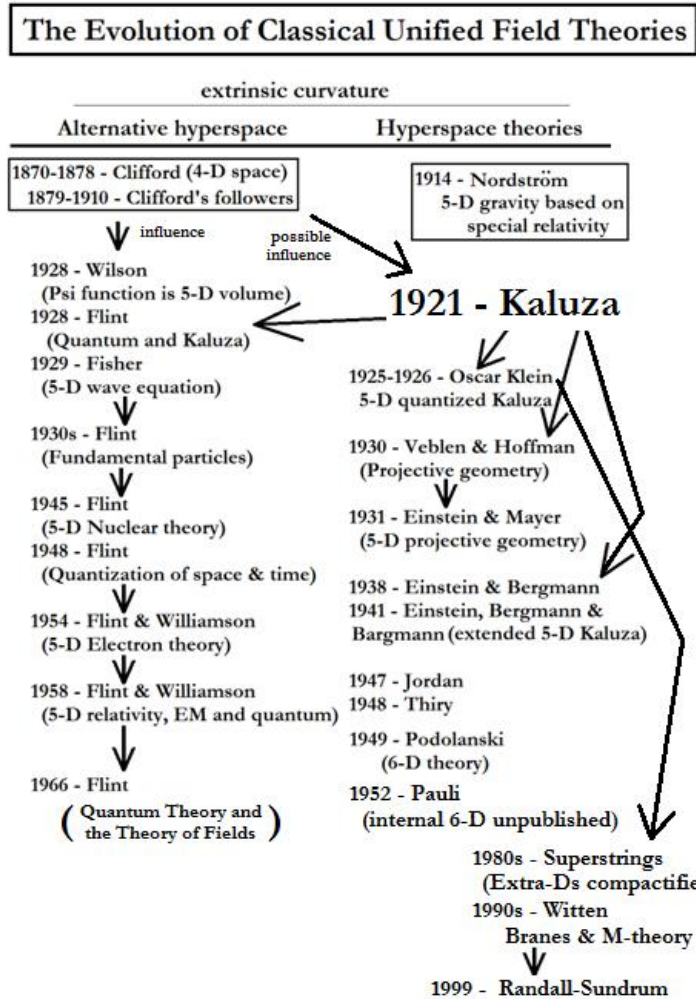 The Evolution of Classical Unified Field Theories
extrinsic curvature
Alternative hyperspace
Hyperspace theories
1870-1878 - Clifford (4-D space)
1879-1910 - Clifford's followers
influence
possible
influence
1928 - Wilson
(Psi function is 5-D volume)
1928 - Flint
(Quantum and Kaluza)
1929 - Fisher
(5-D wave equation)
1930s - Flint
(Fundamental particles)
1945 - Flint
(5-D Nuclear theory)
1948 - Flint
(Quantization of space & time)
1954 - Flint & Williamson
(5-D Electron theory)
1958 - Flint & Williamson
(5-D relativity, EM and quantum)
1966 - Flint
(Quantum Theory and
the Theory of Fields)
1914 - Nordström
5-D gravity based on
special relativity
1921 - Kaluza
1925-1926 - Oscar Klein
5-D quantized Kaluza
1930 - Veblen & Hoffman
(Projective geometry)
1931 - Einstein & Mayer
(5-D projective geometry)
1938 - Einstein & Bergmann
1941 - Einstein, Bergmann &
Bargmann (extended 5-D Kaluza)
1947 - Jordan
1948 - Thiry
1949 - Podolanski
(6-D theory)
1952 - Pauli
(internal 6-D unpublished)
1980s - Superstrings
(Extra-Ds compactifie
1990s - Witten
Branes & M-theory
1999 - Randall-Sundrum